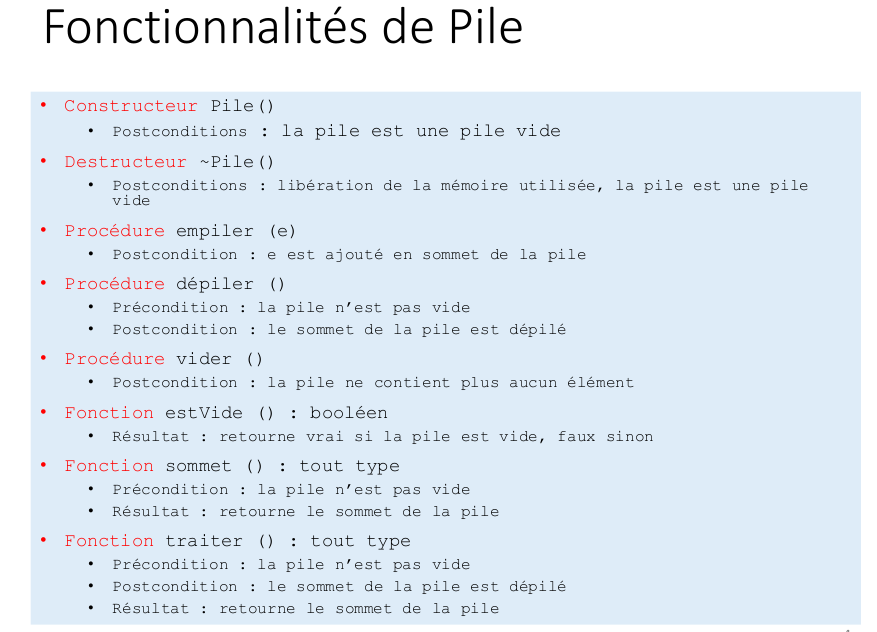 Fonctionnalités de Pile
• Constructeur Pile()
• Postconditions : la pile est une pile vide
• Destructeur ~Pile()
• Postconditions : libération de la mémoire utilisée, la pile est une pile
vide
• Procédure empiler (e)
• Postcondition : e est ajouté en sommet de la pile
• Procédure dépiler ()
• Précondition : la pile n’est pas vide
• Postcondition : le sommet de la pile est dépilé
• Procédure vider ()
• Postcondition : la pile ne contient plus aucun élément
• Fonction estVide () : booléen
• Résultat : retourne vrai si la pile est vide, faux sinon
• Fonction sommet () : tout type
• Précondition : la pile n’est pas vide
• Résultat : retourne le sommet de la pile
• Fonction traiter () : tout type
• Précondition : la pile n’est pas vide
• Postcondition : le sommet de la pile est dépilé
• Résultat : retourne le sommet de la pile